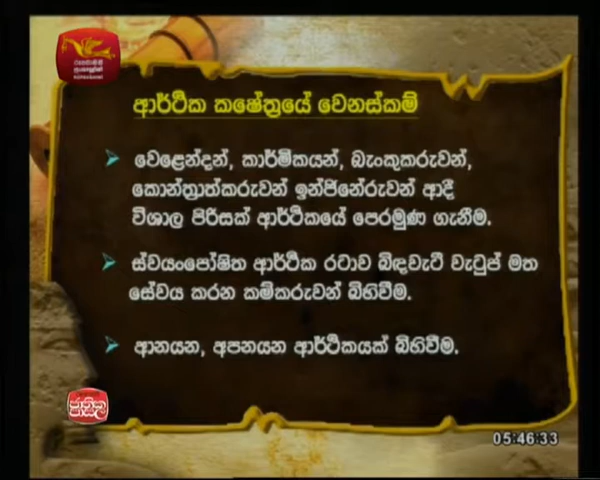 ආර්ථික කෂේත්‍රයේ වෙනස්කම්
වෙළෙන්දන්, කාර්මිකයන්, බැංකුකරුවන්,
කොන්ත්‍රාත්කරුවන් ඉන්ජිනේරුවන් ආදී
විශාල පිරිසක් ආර්ථිකයේ පෙරමුණ ගැනීම.
ස්වයංපෝෂිත ආර්ථික රටාව බිඳවැටී වැටුප් මත
සේවය කරන කම්කරුවන් බිහිවීම.
ආනයන, අපනයන ආර්ථිකයක් බිහිවීම.
ජාතික
පාසල
05:46:33